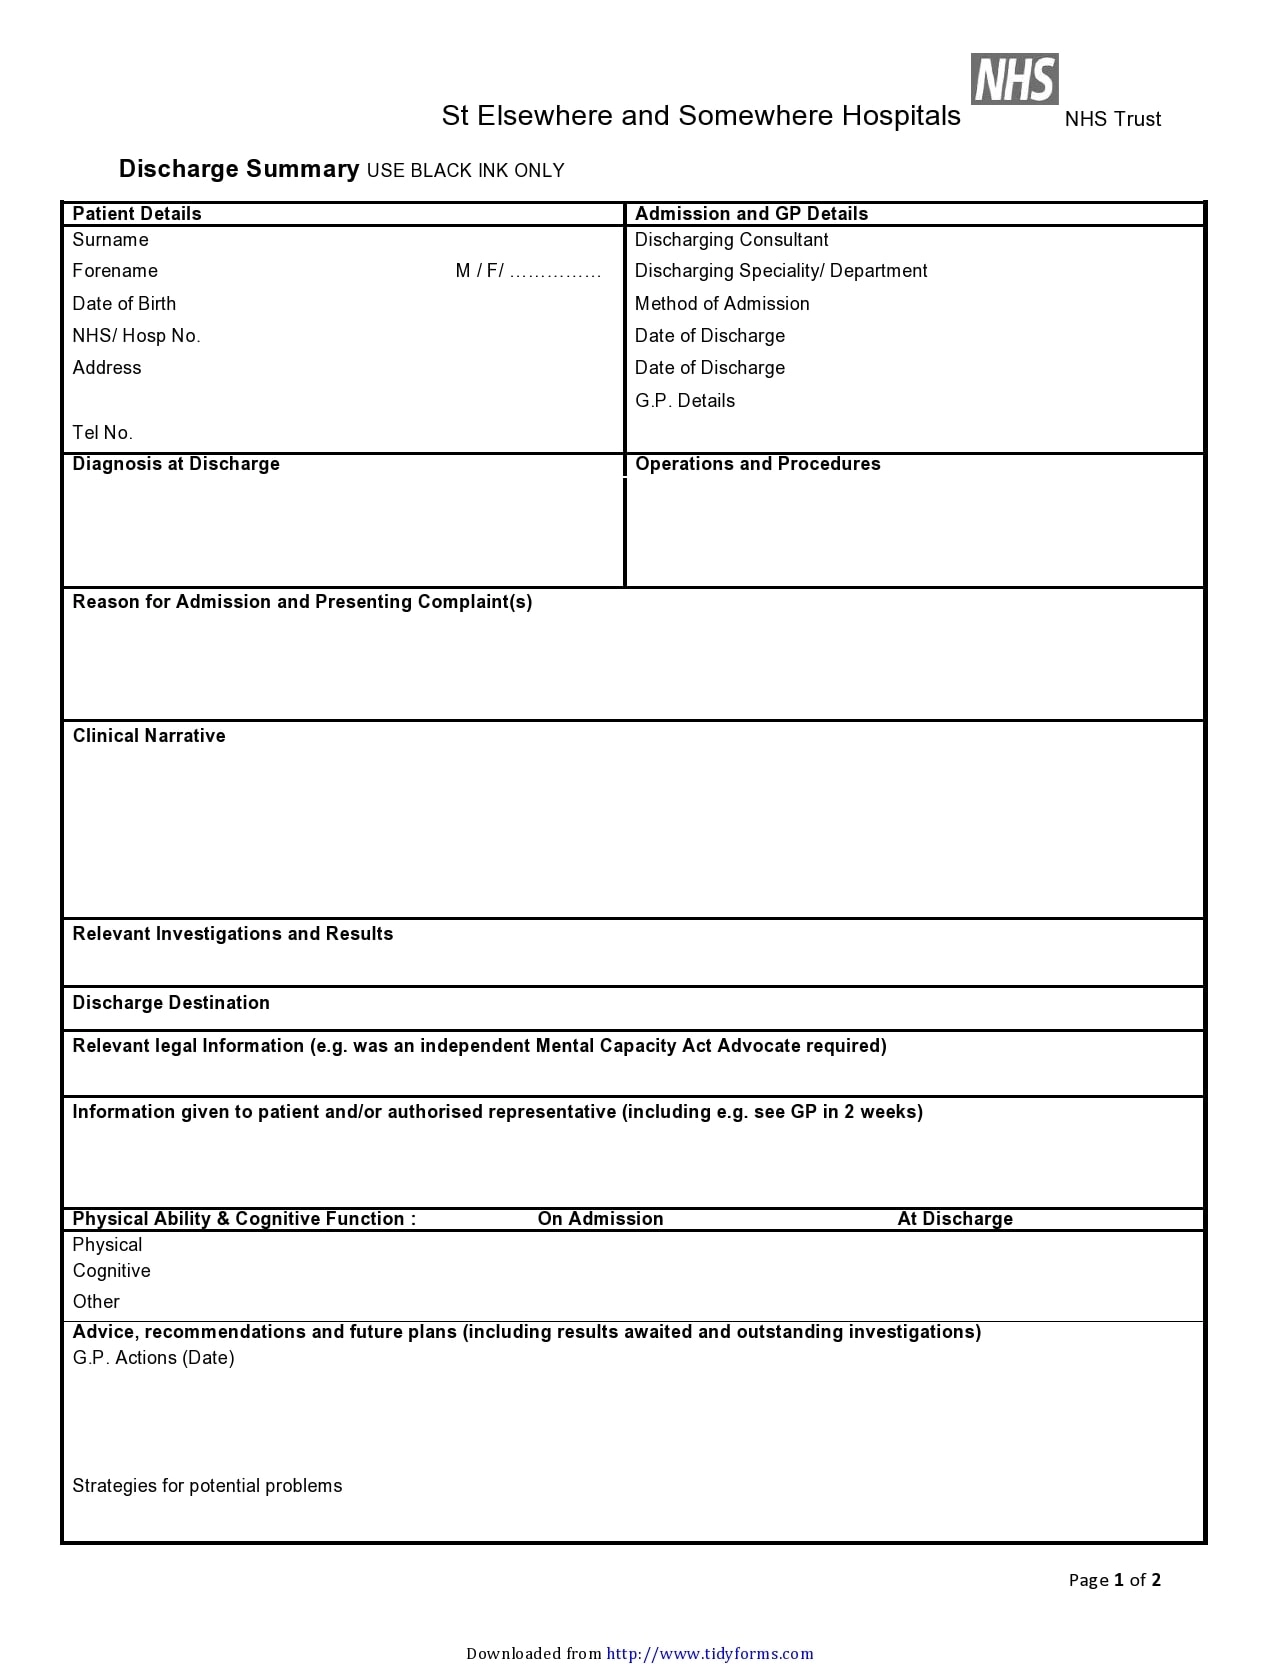 NHS
St Elsewhere and Somewhere Hospitals NHS Trust
Discharge Summary USE BLACK INK ONLY
Patient Details
Surname
Forename M / F/ ……………
Date of Birth
NHS/ Hosp No.
Address
Tel No.
Admission and GP Details
Discharging Consultant
Discharging Speciality/ Department
Method of Admission
Date of Discharge
Date of Discharge
G.P. Details
Diagnosis at Discharge
Operations and Procedures
Reason for Admission and Presenting Complaint(s)
Clinical Narrative
Relevant Investigations and Results
Discharge Destination
Relevant legal Information (e.g. was an independent Mental Capacity Act Advocate required)
Information given to patient and/or authorised representative (including e.g. see GP in 2 weeks)
Physical Ability & Cognitive Function : On Admission At Discharge
Physical
Cognitive
Other
Advice, recommendations and future plans (including results awaited and outstanding investigations)
G.P. Actions (Date)
Strategies for potential problems
Page 1 of 2
Downloaded from http://www.tidyforms.com